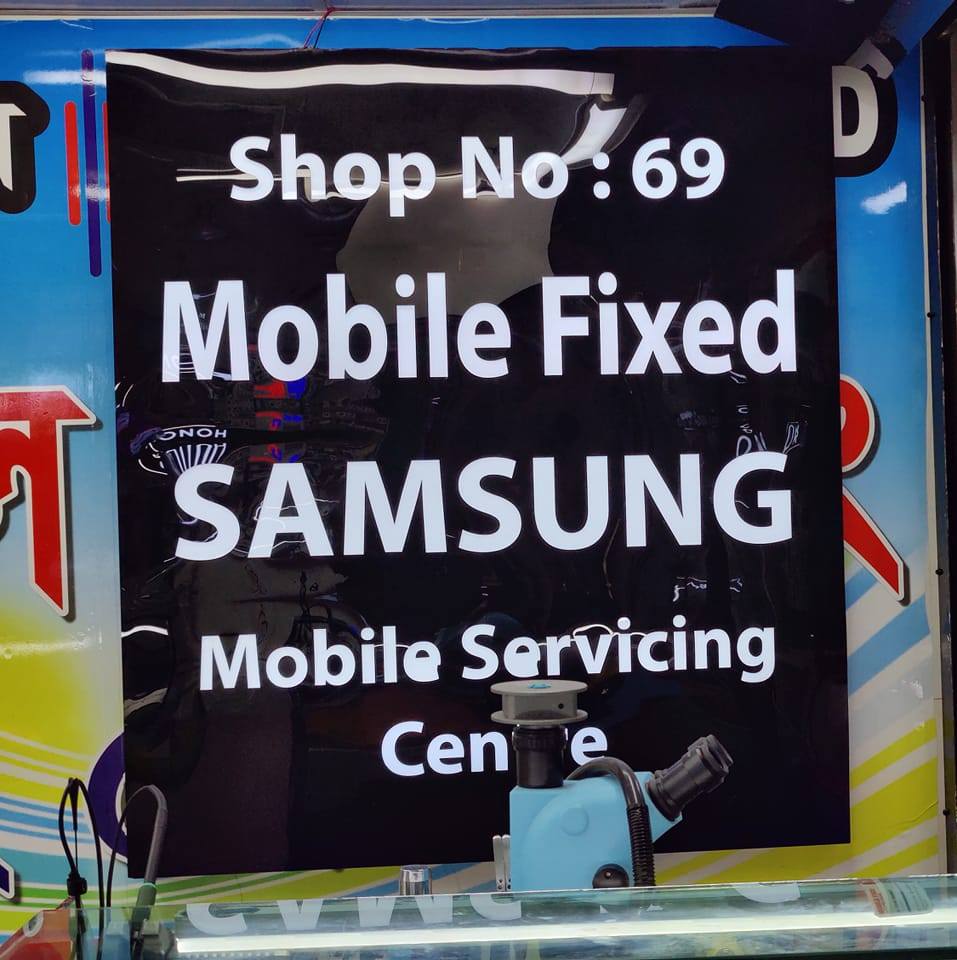 Shop No : 69
Mobile Fixed
SAMSUNG
Mobile Servicing
Centre